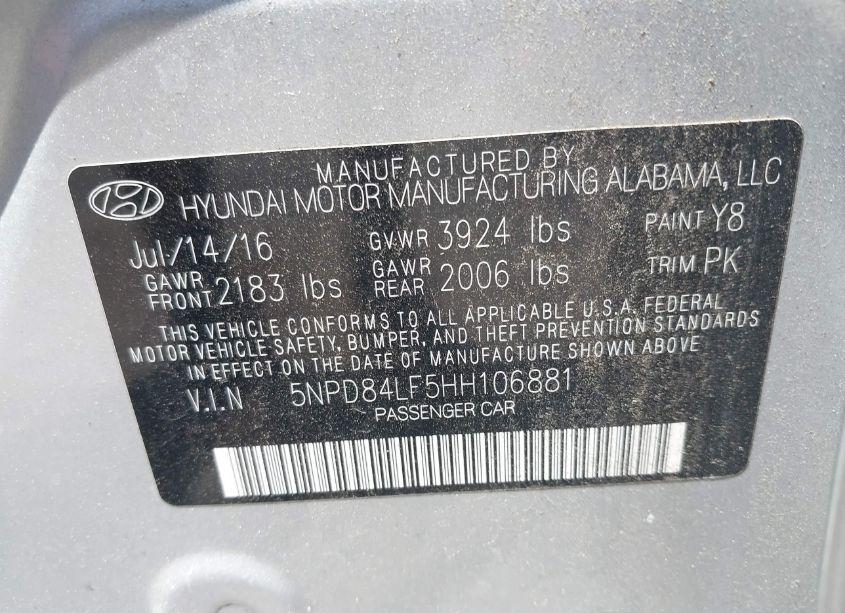 MANUFACTURED BY
HYUNDAI MOTOR MANUFACTURING ALABAMA, LLC
Jul/14/16 GVWR 3924 lbs PAINT Y8
GAWR FRONT 2183 lbs GAWR REAR 2006 lbs TRIM PK
THIS VEHICLE CONFORMS TO ALL APPLICABLE U.S.A. FEDERAL
MOTOR VEHICLE SAFETY, BUMPER, AND THEFT PREVENTION STANDARDS
IN EFFECT ON THE DATE OF MANUFACTURE SHOWN ABOVE
V.I.N 5NPD84LF5HH106881
PASSENGER CAR